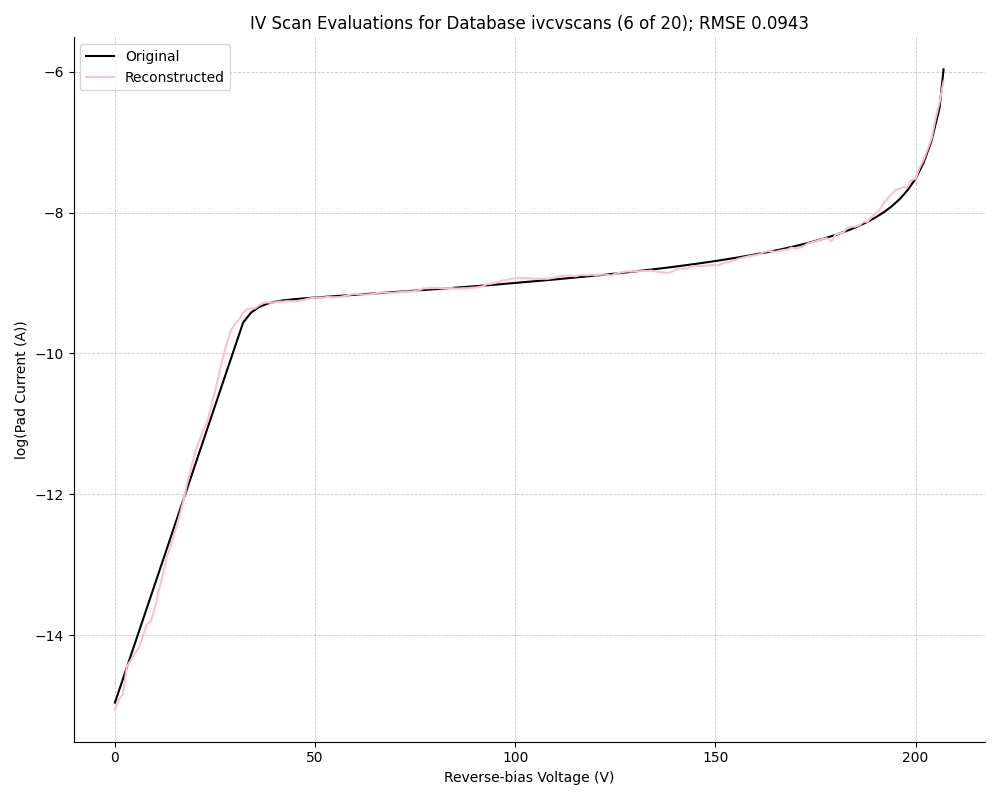 IV Scan Evaluations for Database ivcvscans (6 of 20); RMSE 0.0943
Original
Reconstructed
−6
−8
−10
−12
−14
log(Pad Current (A))
0
50
100
150
200
Reverse-bias Voltage (V)